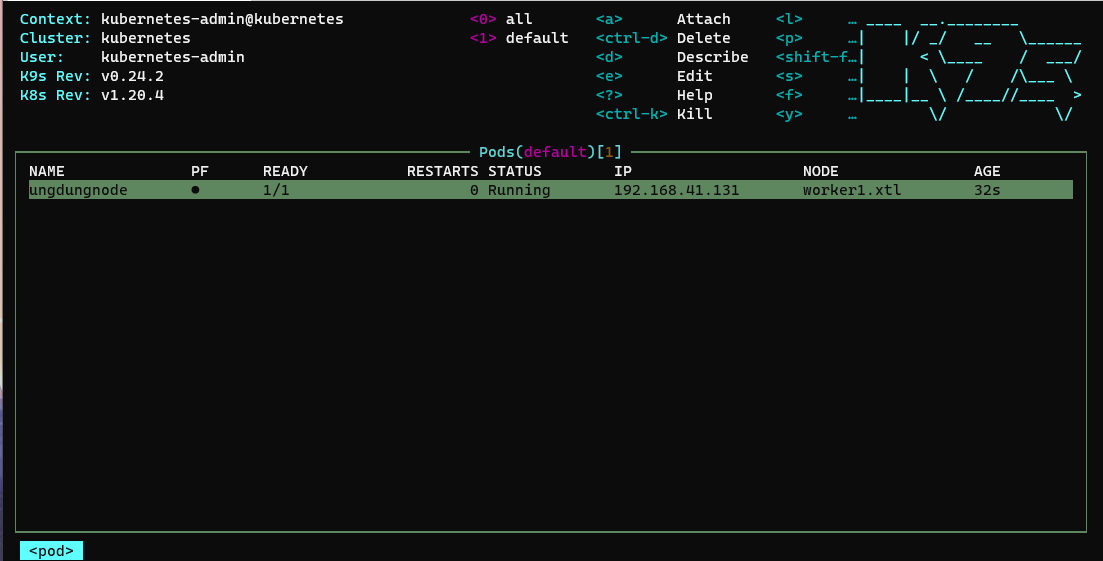 Context: kubernetes-admin@kubernetes <0> all <a> Attach <l> …
Cluster: kubernetes <1> default <ctrl-d> Delete <p> …
User: kubernetes-admin <d> Describe <shift-f…
K9s Rev: v0.24.2 <e> Edit <s> …
K8s Rev: v1.20.4 <?> Help <f> …
<ctrl-k> Kill <y> …
K9s
Pods(default)[1]
NAME PF READY RESTARTS STATUS IP NODE AGE
ungdungnode ● 1/1 0 Running 192.168.41.131 worker1.xtl 32s
<pod>